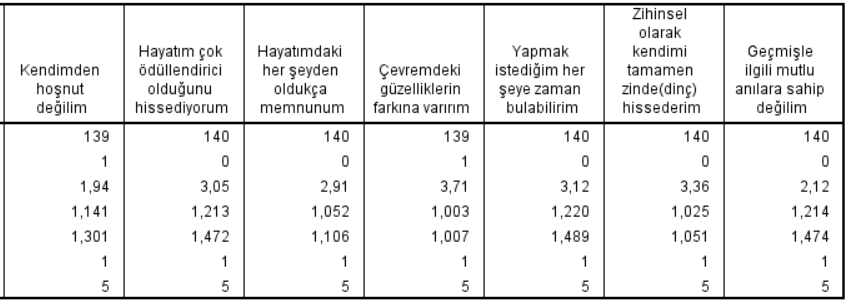 Kendimden hoşnut değilim
Hayatım çok ödüllendirici olduğunu hissediyorum
Hayatımdaki her şeyden oldukça memnunum
Çevremdeki güzelliklerin farkına varırım
Yapmak istediğim her şeye zaman bulabilirim
Zihinsel olarak kendimi tamamen zinde(dinç) hissederim
Geçmişle ilgili mutlu anılara sahip değilim
139 140 140 139 140 140 140
1 0 0 1 0 0 0
1,94 3,05 2,91 3,71 3,12 3,36 2,12
1,141 1,213 1,052 1,003 1,220 1,025 1,214
1,301 1,472 1,106 1,007 1,489 1,051 1,474
1 1 1 1 1 1 1
5 5 5 5 5 5 5